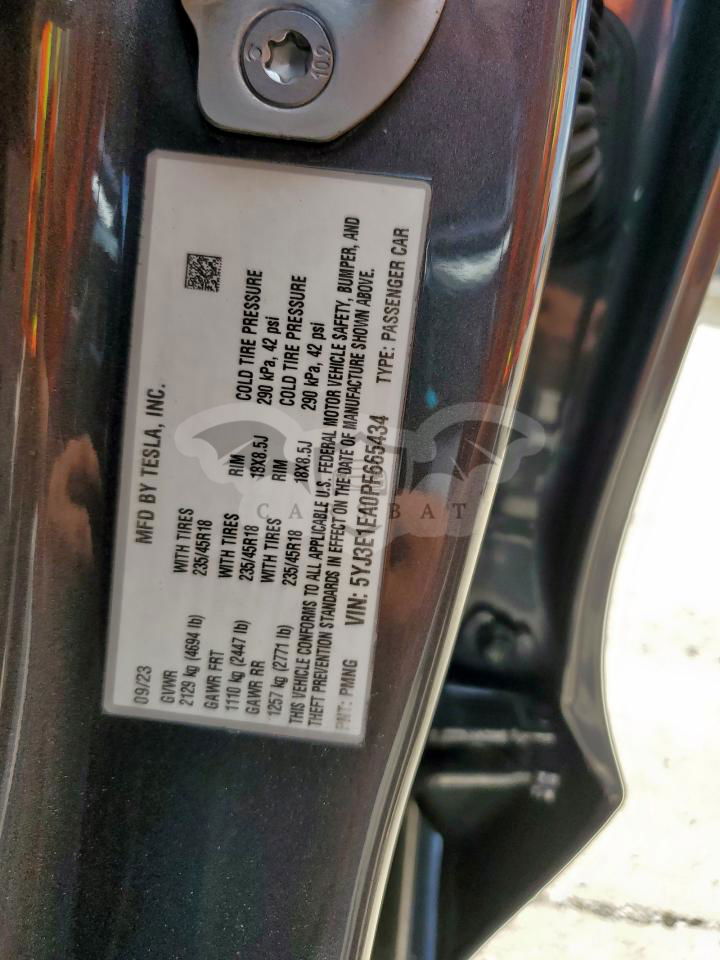 10.9
MFD BY TESLA, INC.
09/23
GVWR
2129 kg (4694 lb)
WITH TIRES
235/45R18
GAWR FRT
1110 kg (2447 lb)
WITH TIRES
235/45R18
RIM
18X8.5J
COLD TIRE PRESSURE
290 kPa, 42 psi
GAWR RR
1257 kg (2771 lb)
WITH TIRES
235/45R18
RIM
18X8.5J
COLD TIRE PRESSURE
290 kPa, 42 psi
THIS VEHICLE CONFORMS TO ALL APPLICABLE U.S. FEDERAL MOTOR VEHICLE SAFETY, BUMPER, AND
THEFT PREVENTION STANDARDS IN EFFECT ON THE DATE OF MANUFACTURE SHOWN ABOVE.
PNT: PMNG VIN: 5YJ3E1EA0PF665434 TYPE: PASSENGER CAR